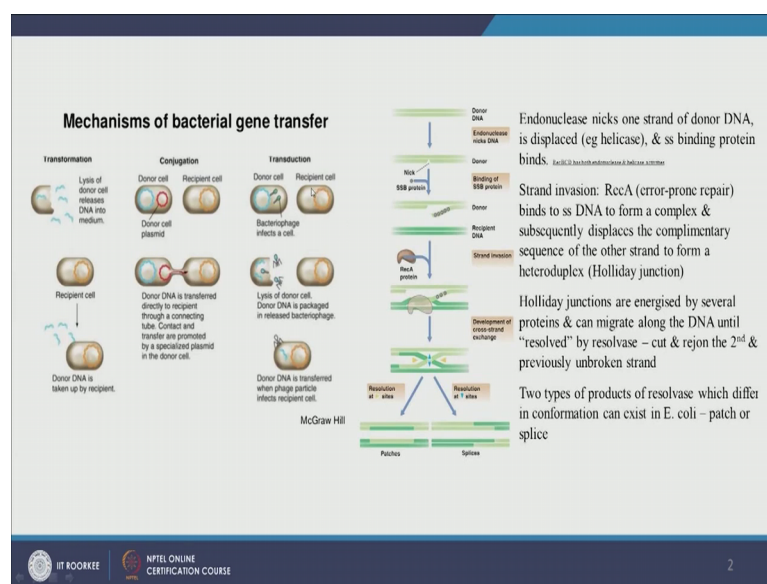 Mechanisms of bacterial gene transfer
Transformation
Lysis of
donor cell
releases
DNA into
medium.
Recipient cell
Donor DNA is
taken up by recipient.
Conjugation
Donor cell Recipient cell
Donor cell
plasmid
Donor DNA is transferred
directly to recipient
through a connecting
tube. Contact and
transfer are promoted
by a specialized plasmid
in the donor cell.
Transduction
Donor cell Recipient cell
Bacteriophage
infects a cell.
Lysis of donor cell.
Donor DNA is packaged
in released bacteriophage.
Donor DNA is transferred
when phage particle
infects recipient cell.
McGraw Hill
Donor
DNA
Endonuclease
nicks DNA
Donor
Nick
SSB protein
Binding of
SSB protein
Donor
Recipient
DNA
Strand invasion
RecA
protein
Development of
cross-strand
exchange
Resolution
at sites
Resolution
at sites
Patches
Splices
Endonuclease nicks one strand of donor DNA,
is displaced (eg helicase), & ss binding protein
binds. RecBCD has both endonuclease & helicase activities
Strand invasion: RecA (error-prone repair)
binds to ss DNA to form a complex &
subsequently displaces the complimentary
sequence of the other strand to form a
heteroduplex (Holliday junction)
Holliday junctions are energised by several
proteins & can migrate along the DNA until
“resolved” by resolvase – cut & rejon the 2nd &
previously unbroken strand
Two types of products of resolvase which differ
in conformation can exist in E. coli – patch or
splice
IIT ROORKEE
NPTEL ONLINE
CERTIFICATION COURSE
2